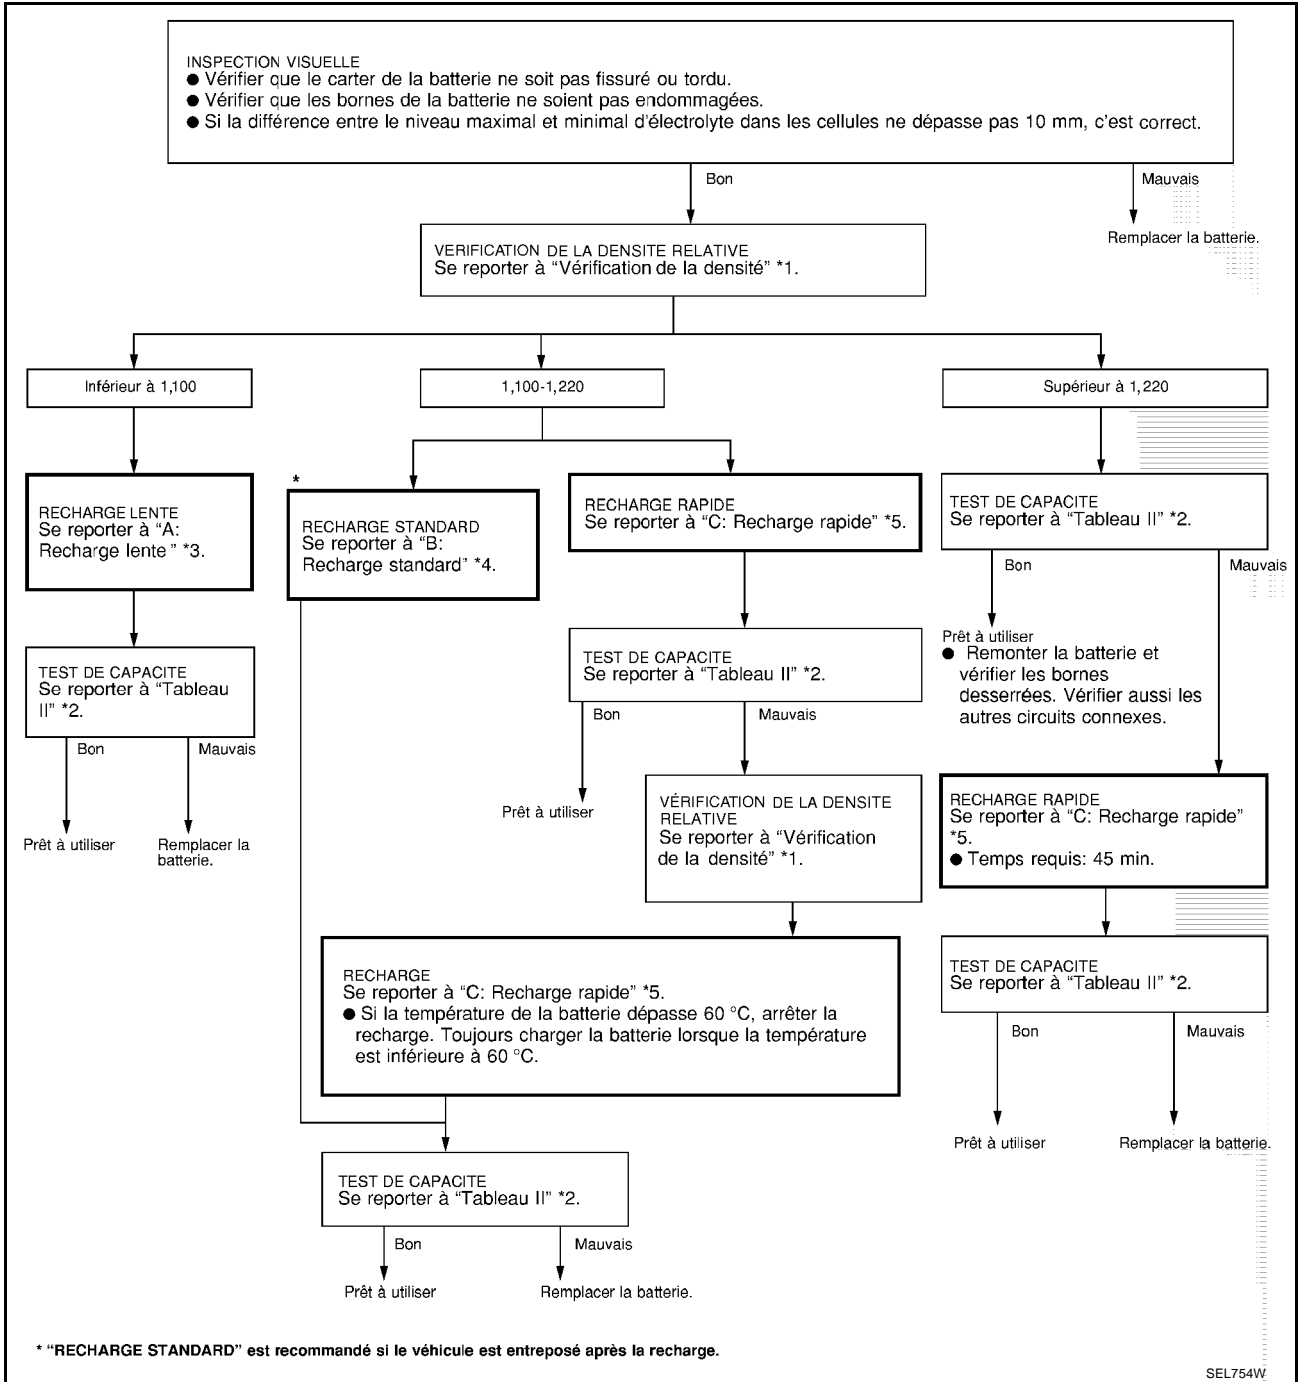 INSPECTION VISUELLE
● Vérifier que le carter de la batterie ne soit pas fissuré ou tordu.
● Vérifier que les bornes de la batterie ne soient pas endommagées.
● Si la différence entre le niveau maximal et minimal d'électrolyte dans les cellules ne dépasse pas 10 mm, c'est correct.
Bon
Mauvais
Remplacer la batterie.
VERIFICATION DE LA DENSITE RELATIVE
Se reporter à “Vérification de la densité” *1.
Inférieur à 1,100
1,100-1,220
Supérieur à 1,220
RECHARGE LENTE
Se reporter à “A:
Recharge lente” *3.
TEST DE CAPACITE
Se reporter à “Tableau
II” *2.
Bon
Mauvais
Prêt à utiliser
Remplacer la
batterie.
*
RECHARGE STANDARD
Se reporter à “B:
Recharge standard” *4.
RECHARGE RAPIDE
Se reporter à “C: Recharge rapide” *5.
TEST DE CAPACITE
Se reporter à “Tableau II” *2.
Bon
Mauvais
Prêt à utiliser
VÉRIFICATION DE LA DENSITE
RELATIVE
Se reporter à “Vérification
de la densité” *1.
RECHARGE
Se reporter à “C: Recharge rapide” *5.
● Si la température de la batterie dépasse 60 °C, arrêter la
recharge. Toujours charger la batterie lorsque la température
est inférieure à 60 °C.
TEST DE CAPACITE
Se reporter à “Tableau II” *2.
Bon
Mauvais
Prêt à utiliser
Remplacer la batterie.
TEST DE CAPACITE
Se reporter à “Tableau II” *2.
Bon
Mauvais
Prêt à utiliser
● Remonter la batterie et
vérifier les bornes
desserrées. Vérifier aussi les
autres circuits connexes.
RECHARGE RAPIDE
Se reporter à “C: Recharge rapide”
*5.
● Temps requis: 45 min.
TEST DE CAPACITE
Se reporter à “Tableau II” *2.
Bon
Mauvais
Prêt à utiliser
Remplacer la batterie.
* “RECHARGE STANDARD” est recommandé si le véhicule est entreposé après la recharge.
SEL754W